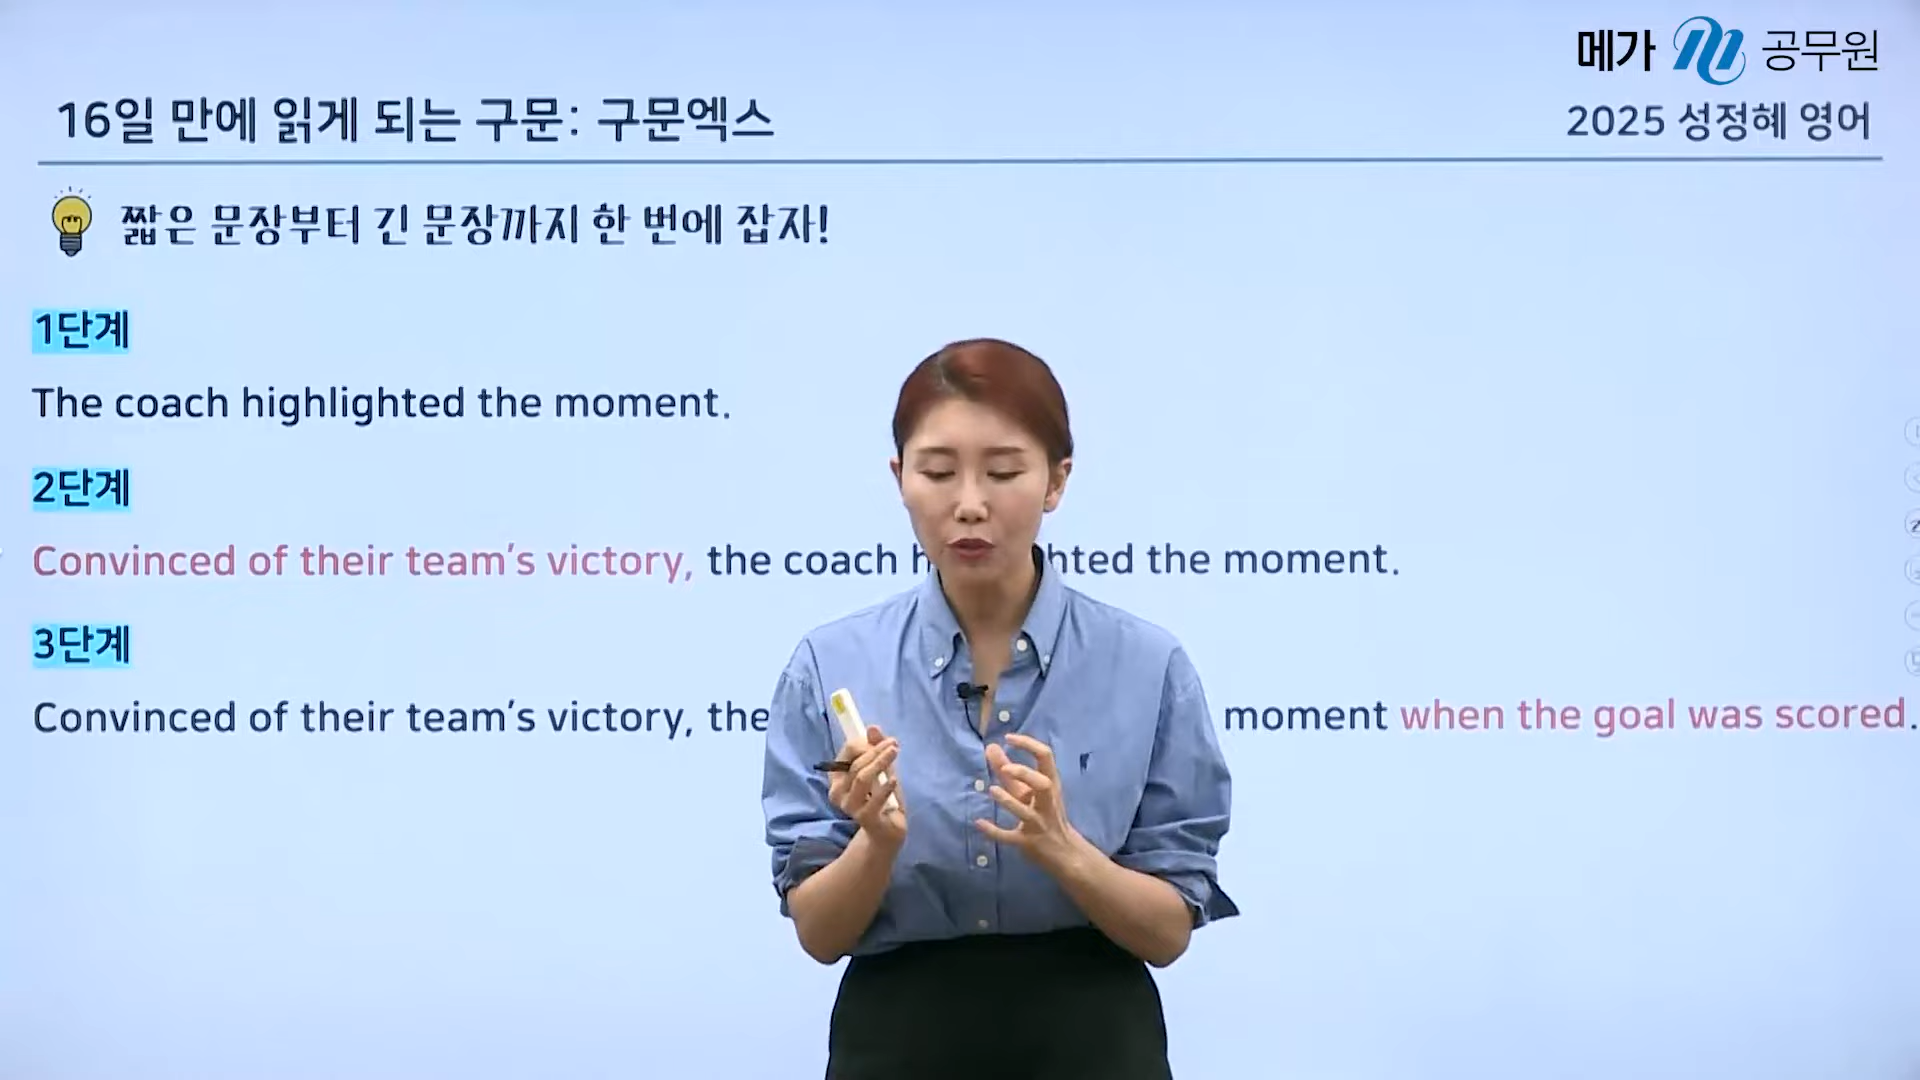 메가 공무원
16일 만에 읽게 되는 구문: 구문엑스
2025 성정혜 영어
짧은 문장부터 긴 문장까지 한 번에 잡자!
1단계
The coach highlighted the moment.
2단계
Convinced of their team's victory, the coach h hted the moment.
3단계
Convinced of their team's victory, the moment when the goal was scored.